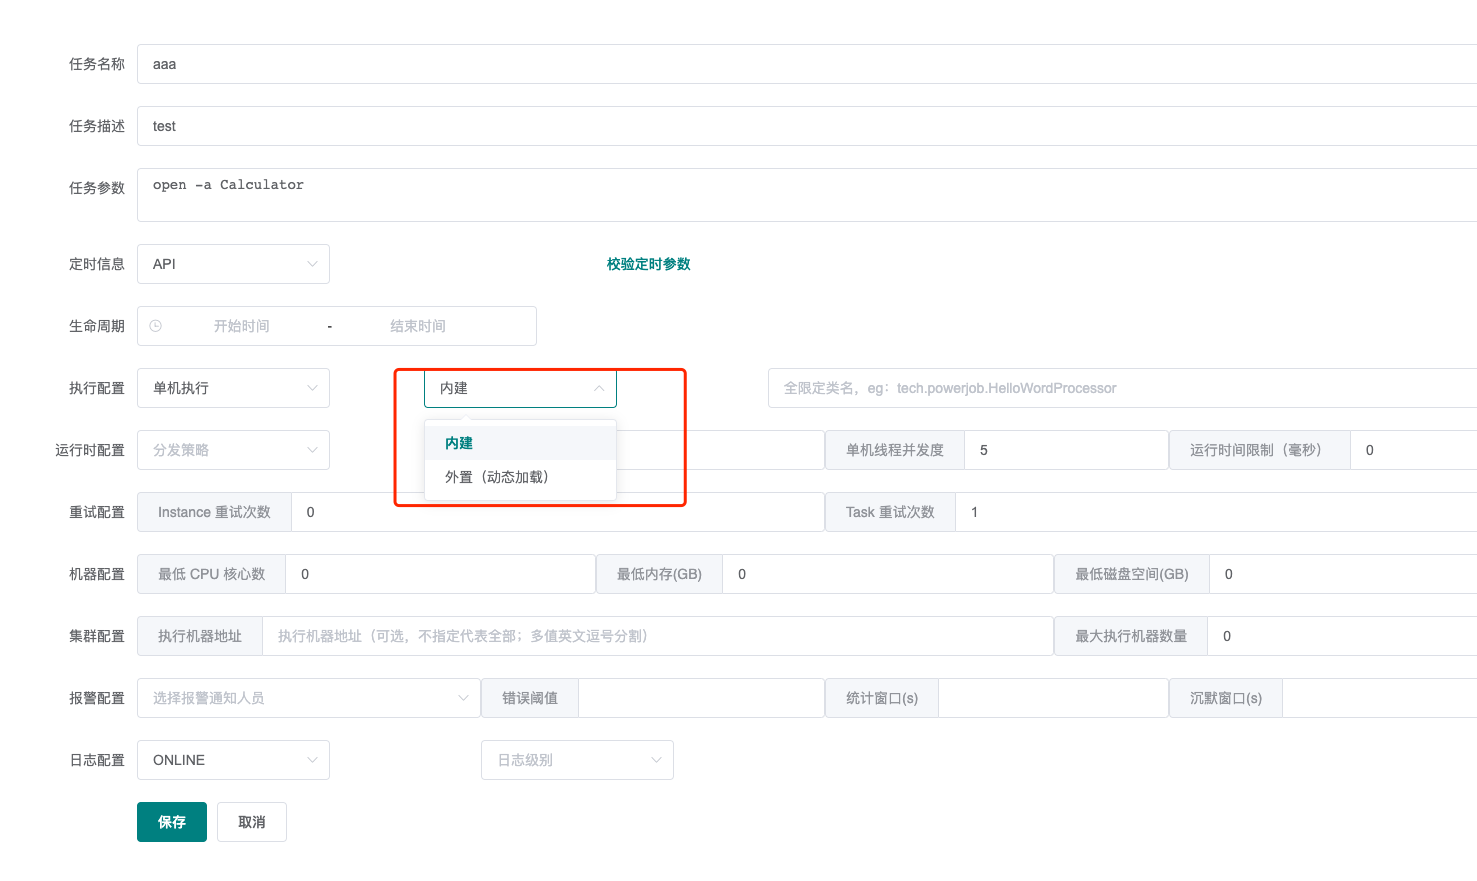 任务名称 aaa
任务描述 test
任务参数 open -a Calculator
定时信息 API 校验定时参数
生命周期 开始时间 - 结束时间
执行配置 单机执行 内建 全限定类名，eg：tech.powerjob.HelloWordProcessor
内建
外置（动态加载）
运行时配置 分发策略 单机线程并发度 5 运行时间限制（毫秒） 0
重试配置 Instance 重试次数 0 Task 重试次数 1
机器配置 最低 CPU 核心数 0 最低内存(GB) 0 最低磁盘空间(GB) 0
集群配置 执行机器地址 执行机器地址（可选，不指定代表全部；多值英文逗号分割） 最大执行机器数量 0
报警配置 选择报警通知人员 错误阈值 统计窗口(s) 沉默窗口(s)
日志配置 ONLINE 日志级别
保存 取消